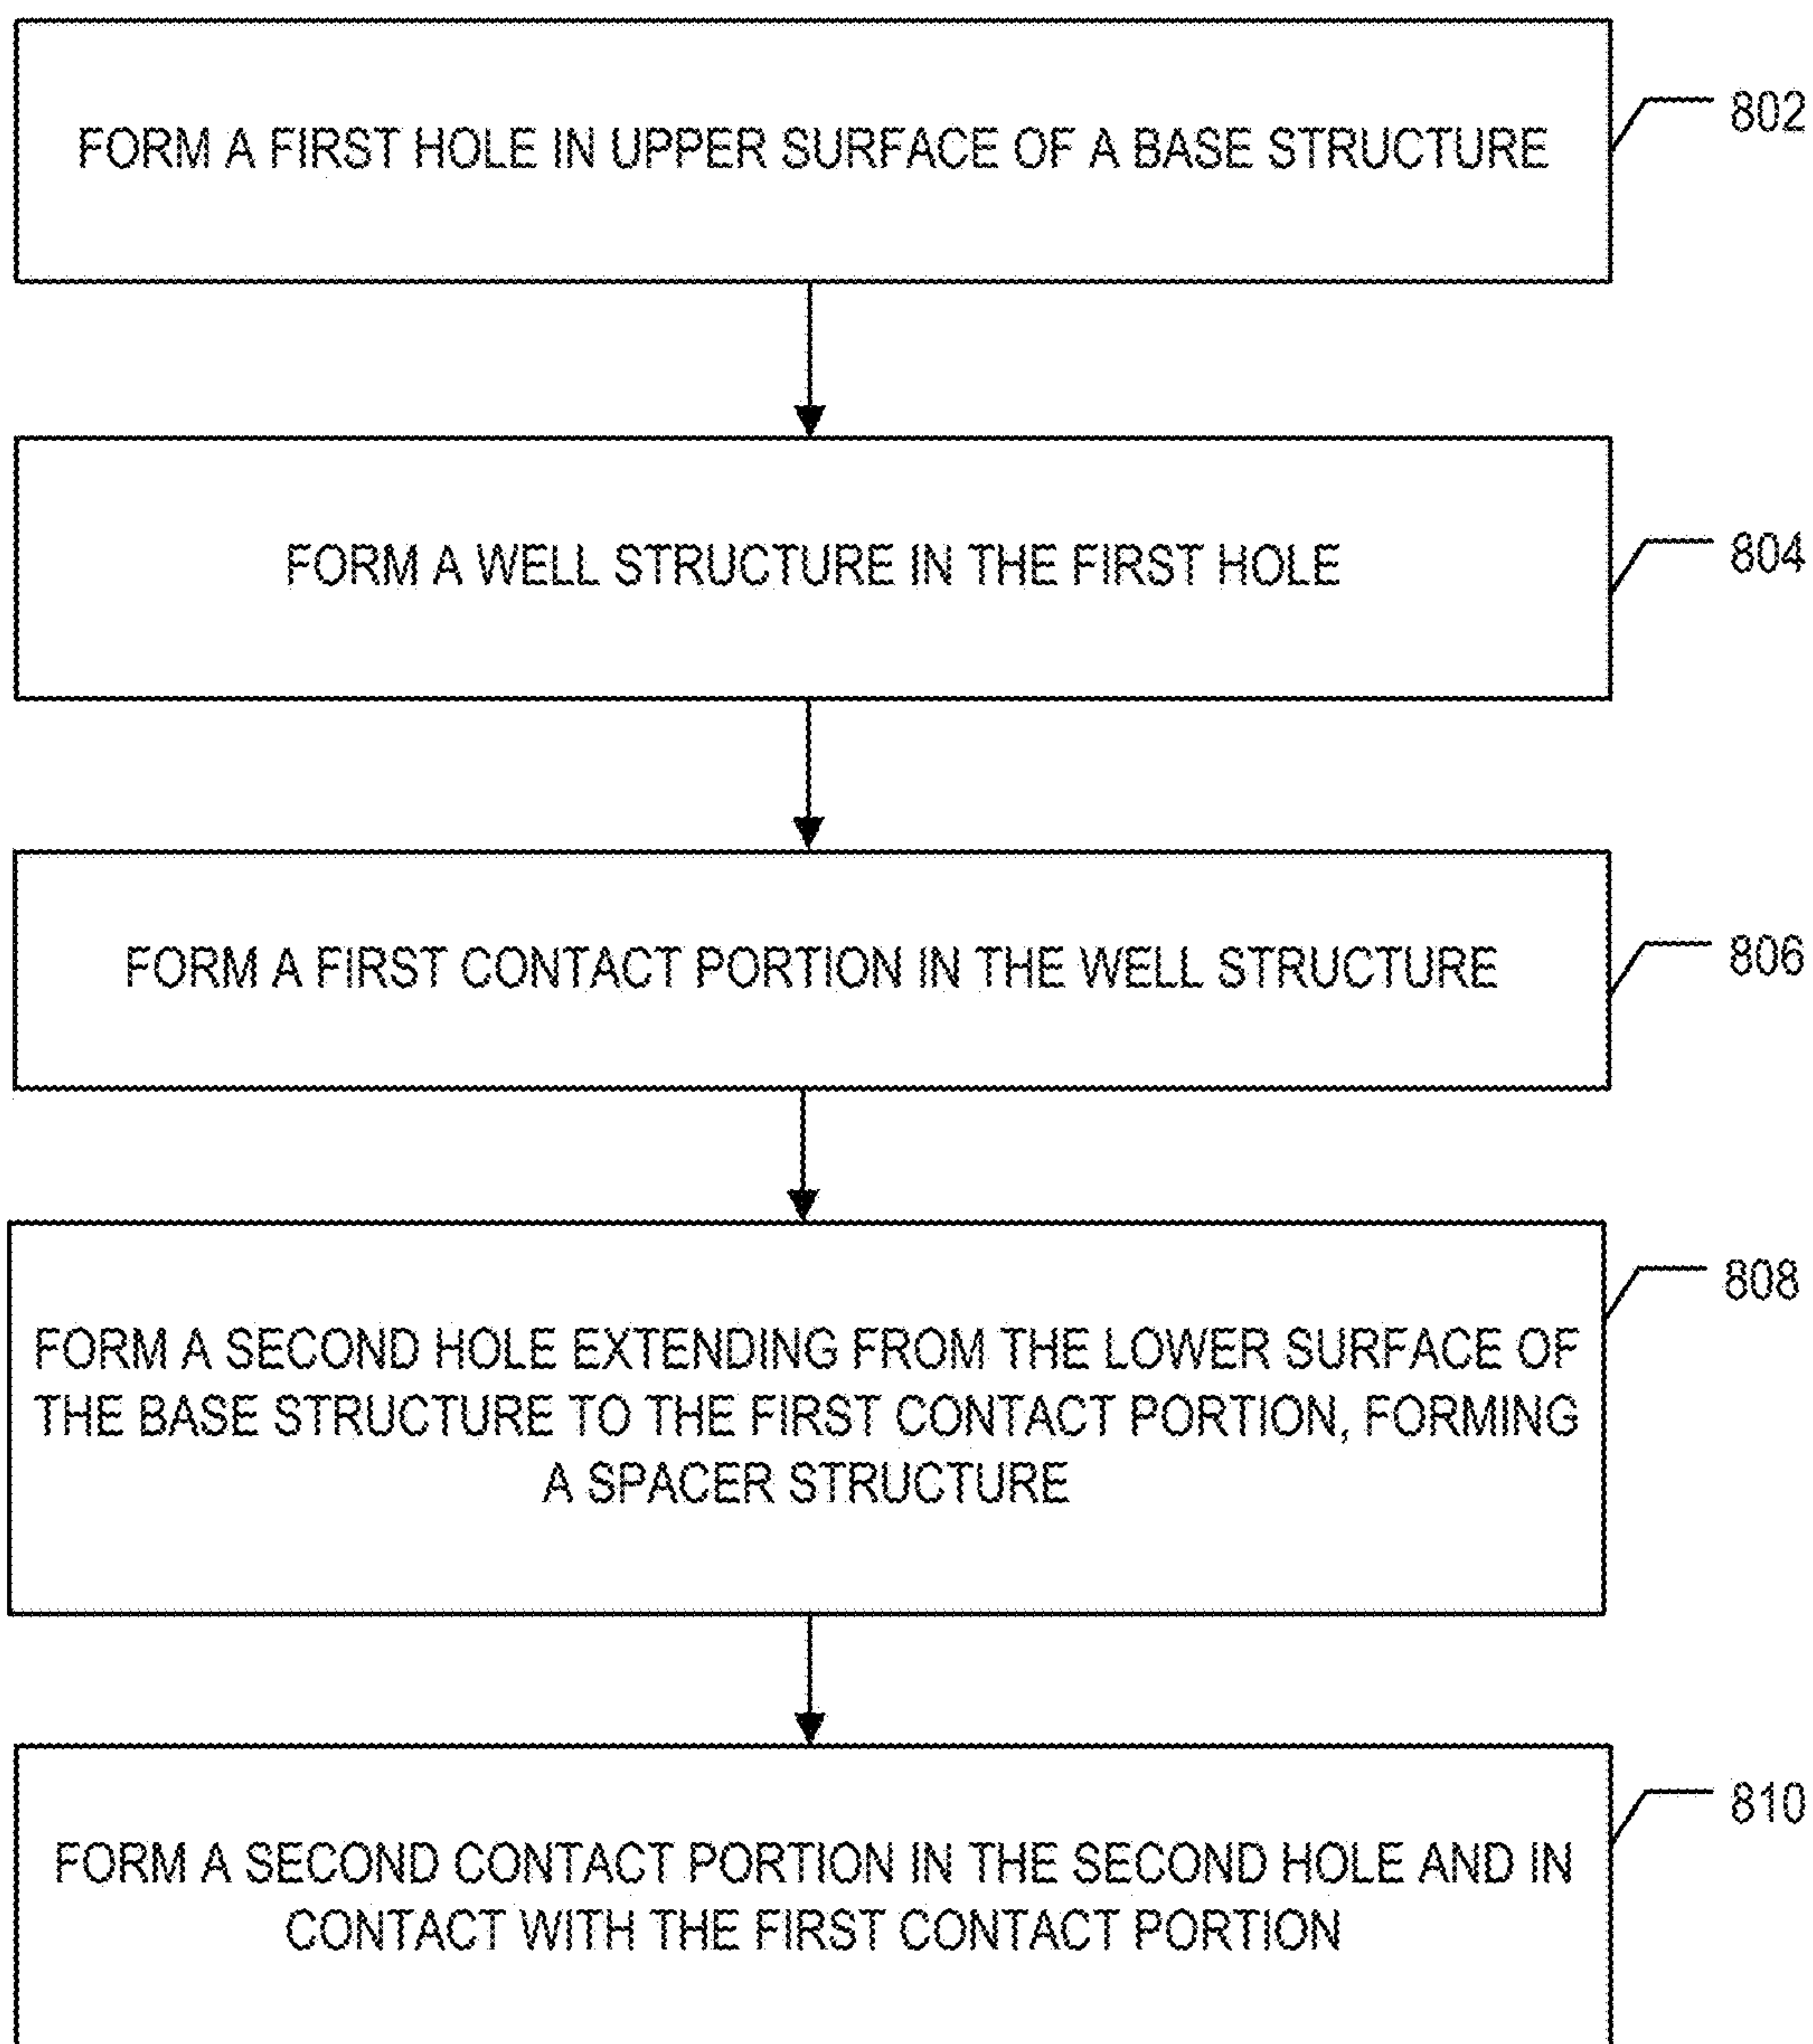 FORM A FIRST HOLE IN UPPER SURFACE OF A BASE STRUCTURE
802
FORM A WELL STRUCTURE IN THE FIRST HOLE
804
FORM A FIRST CONTACT PORTION IN THE WELL STRUCTURE
806
FORM A SECOND HOLE EXTENDING FROM THE LOWER SURFACE OF
THE BASE STRUCTURE TO THE FIRST CONTACT PORTION, FORMING
A SPACER STRUCTURE
808
FORM A SECOND CONTACT PORTION IN THE SECOND HOLE AND IN
CONTACT WITH THE FIRST CONTACT PORTION
810